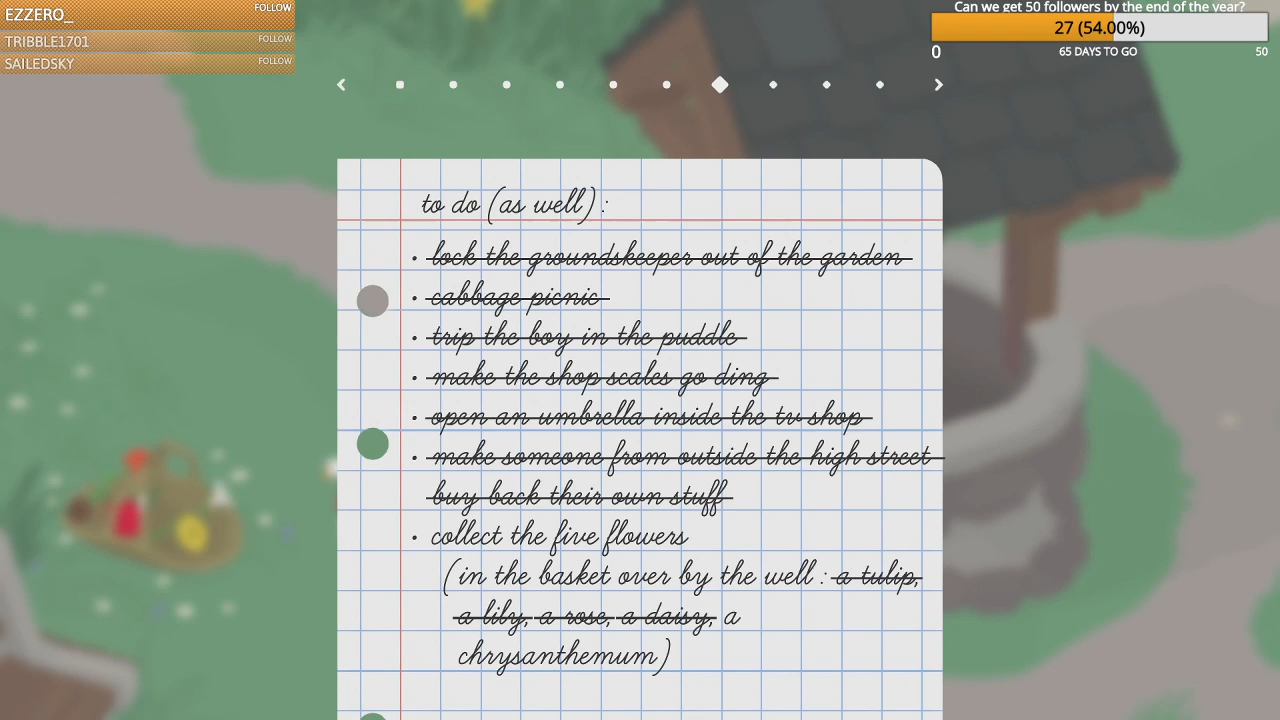 EZZERO_ FOLLOW
TRIBBLE1701 FOLLOW
SAILEDSKY FOLLOW
Can we get 50 followers by the end of the year?
27 (54.00%)
0 65 DAYS TO GO 50
to do (as well) :
• lock the groundskeeper out of the garden
• cabbage picnic
• trip the boy in the puddle
• make the shop scales go ding
• open an umbrella inside the tv shop
• make someone from outside the high street
buy back their own stuff
• collect the five flowers
(in the basket over by the well : a tulip,
a lily, a rose, a daisy, a
chrysanthemum)